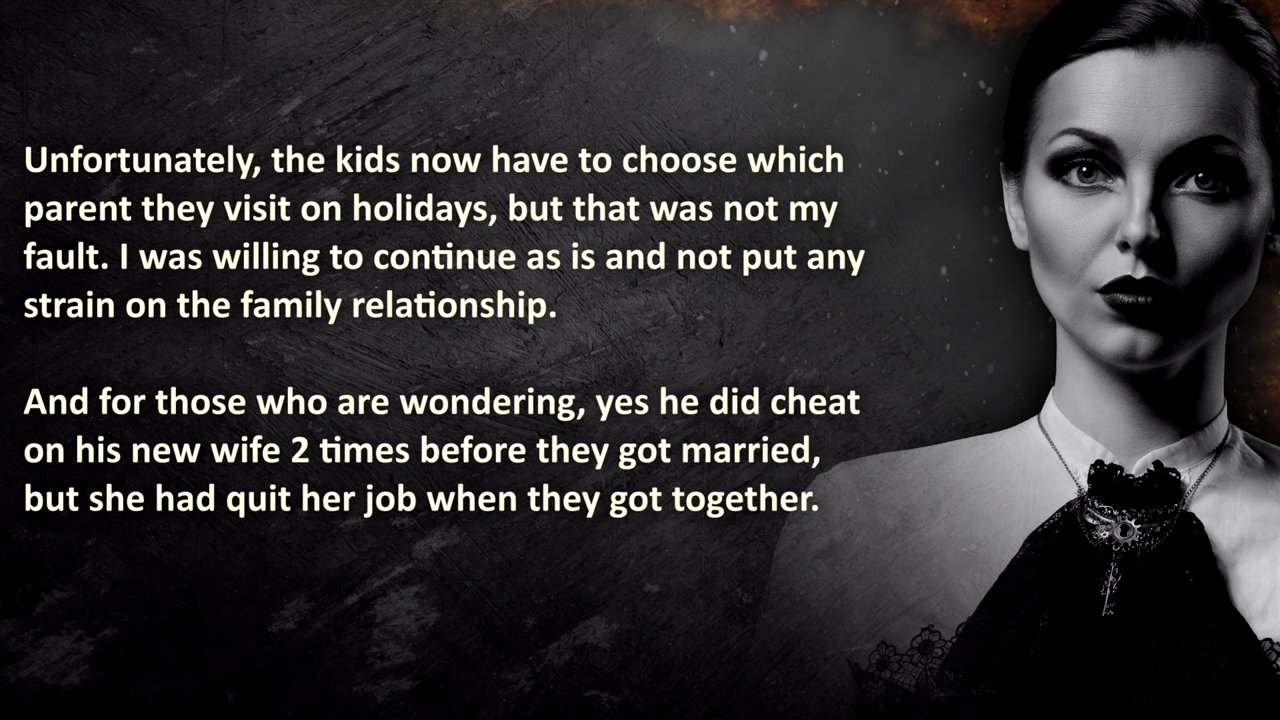 Unfortunately, the kids now have to choose which
parent they visit on holidays, but that was not my
fault. I was willing to continue as is and not put any
strain on the family relationship.
And for those who are wondering, yes he did cheat
on his new wife 2 times before they got married,
but she had quit her job when they got together.